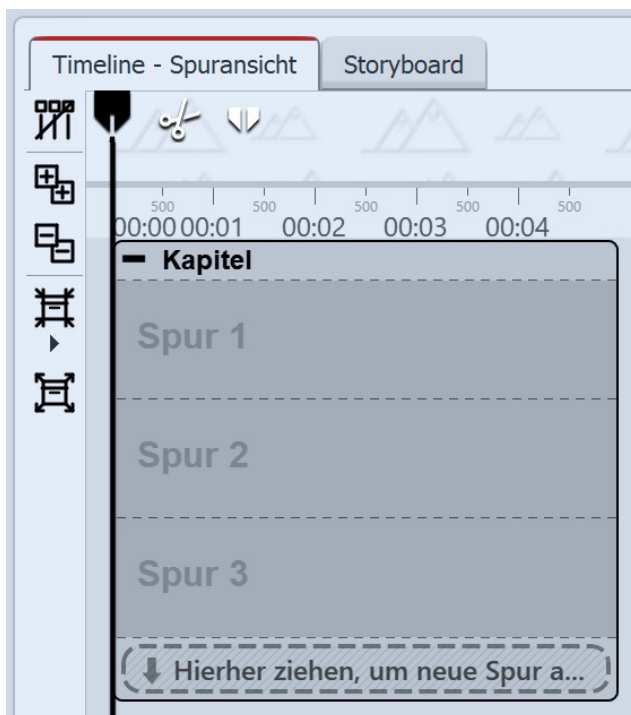 Timeline - Spuransicht Storyboard
500 500 500 500 500
00:00 00:01 00:02 00:03 00:04
Kapitel
Spur 1
Spur 2
Spur 3
Hierher ziehen, um neue Spur a...